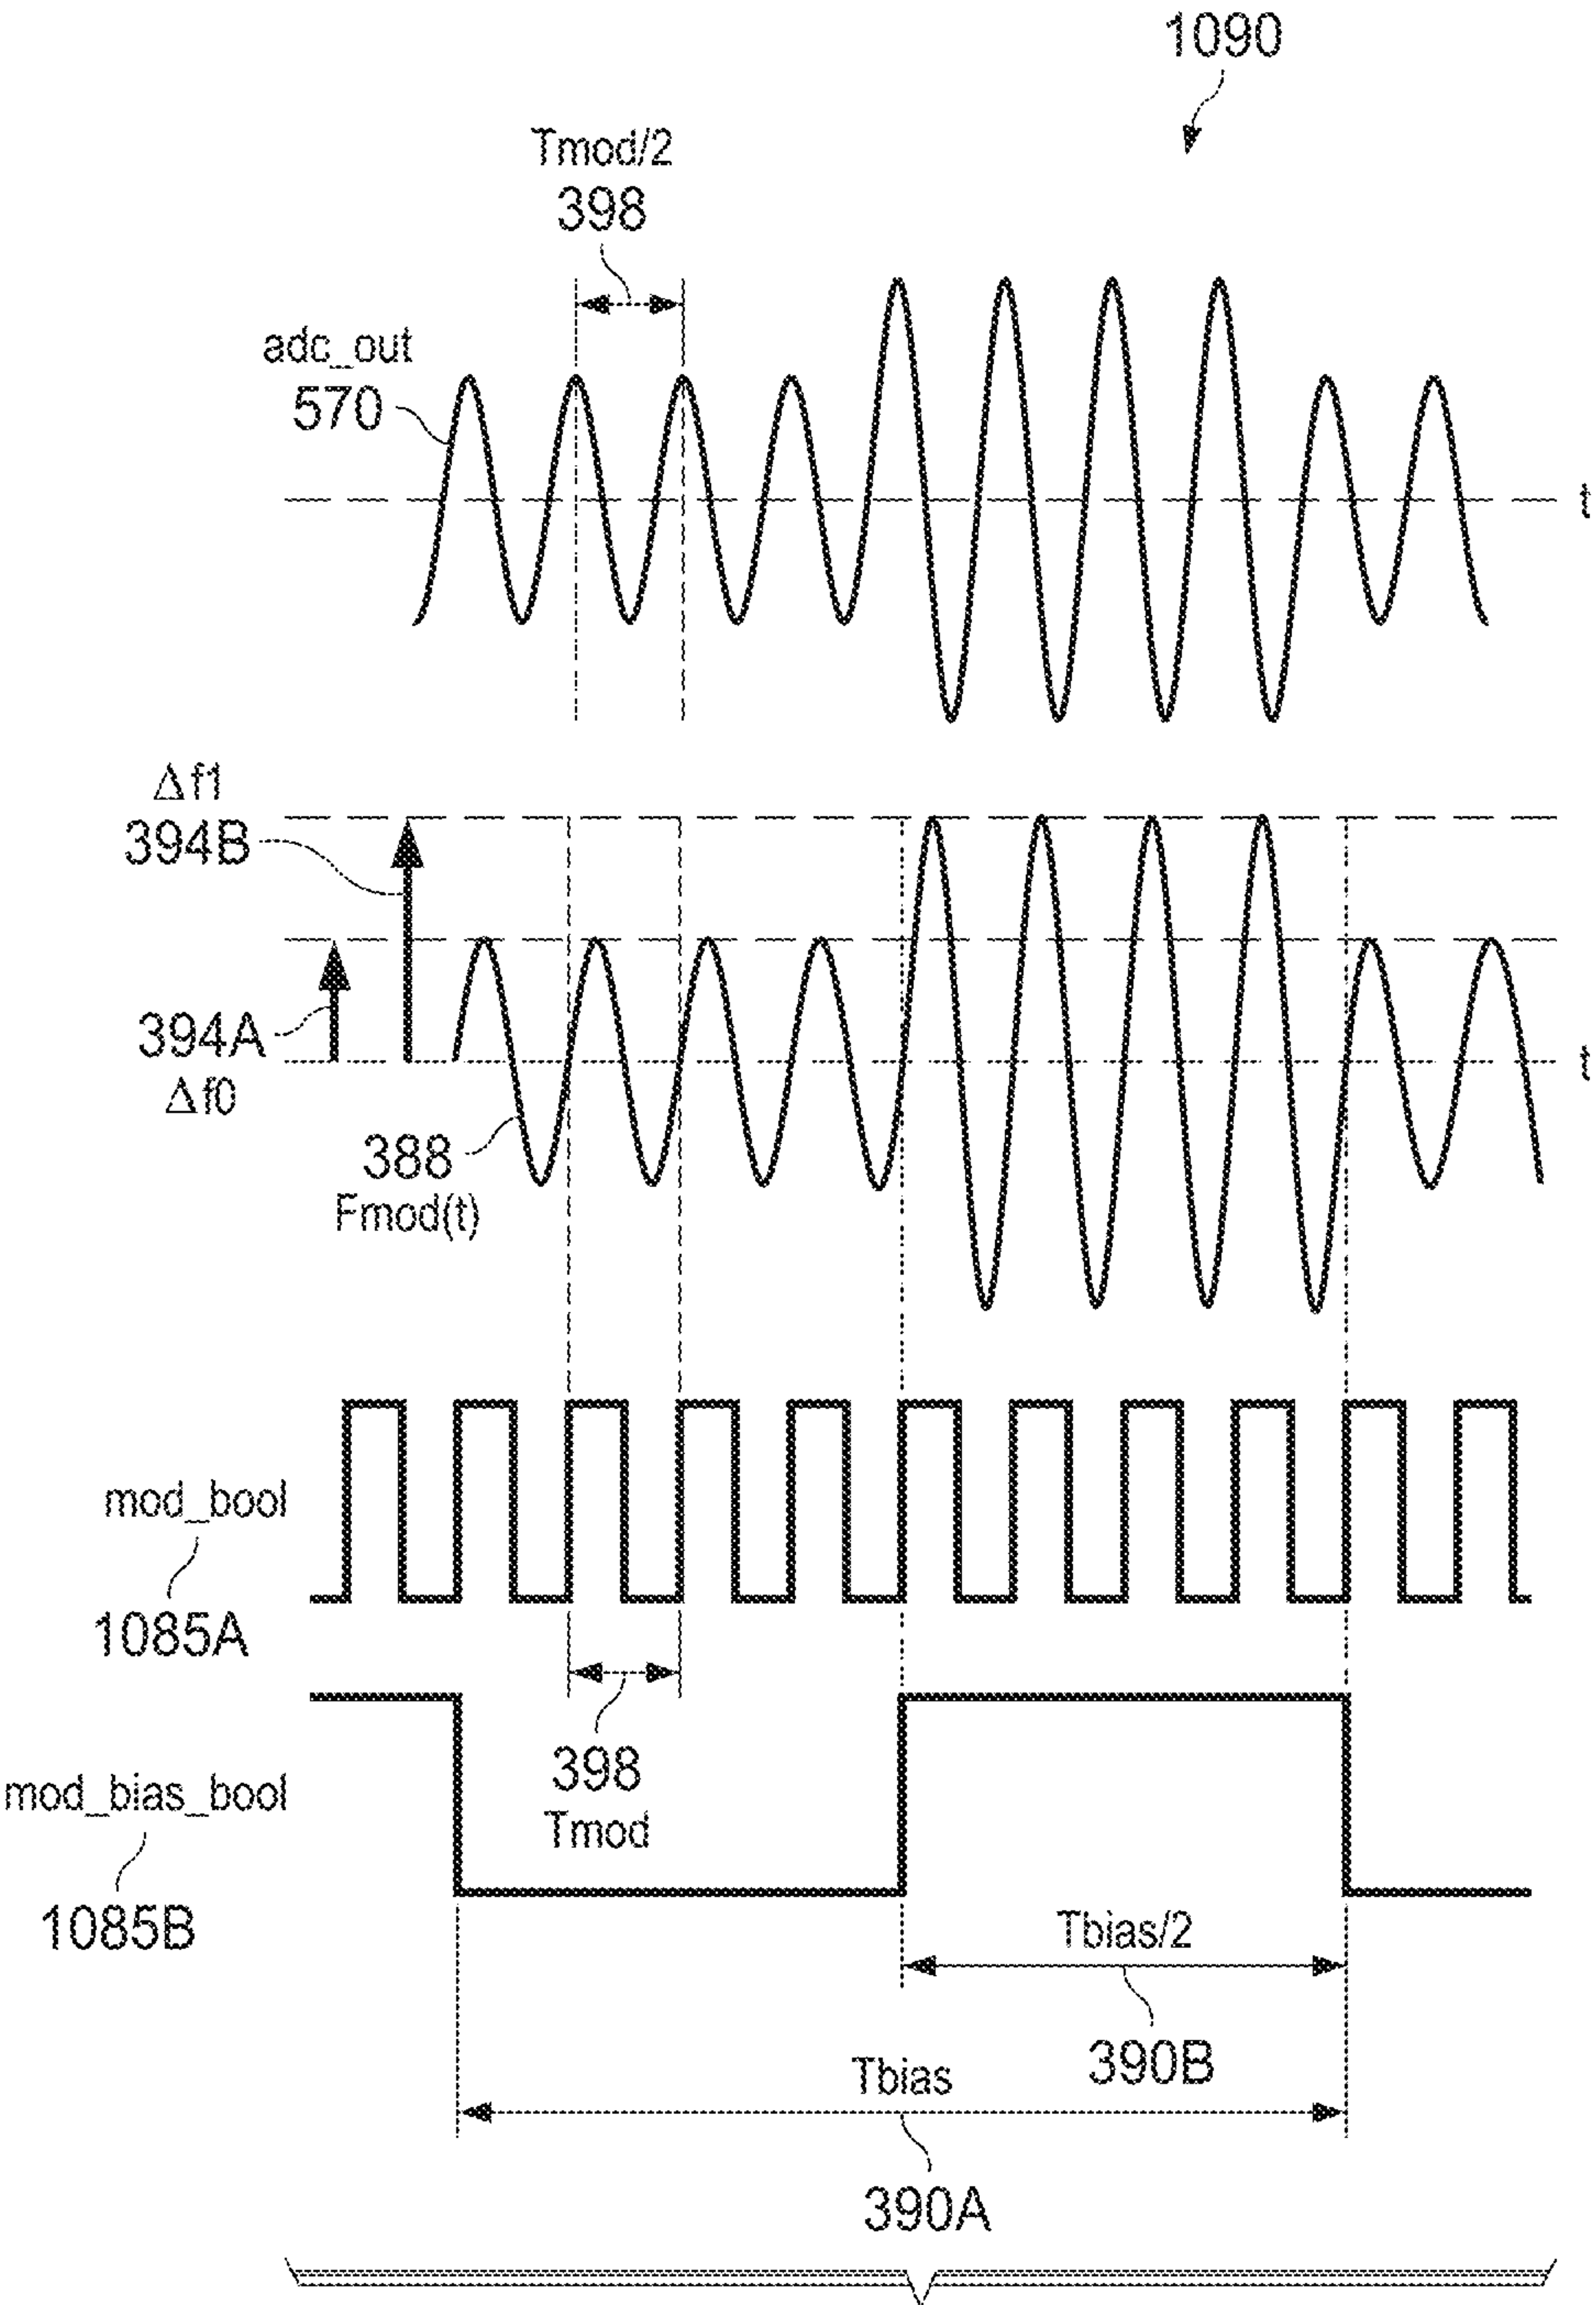 1090
Tmod/2
398
adc_out
570
t
Δf1
394B
394A
Δf0
t
388
Fmod(t)
mod_bool
1085A
398
Tmod
mod_bias_bool
1085B
Tbias/2
390B
Tbias
390A